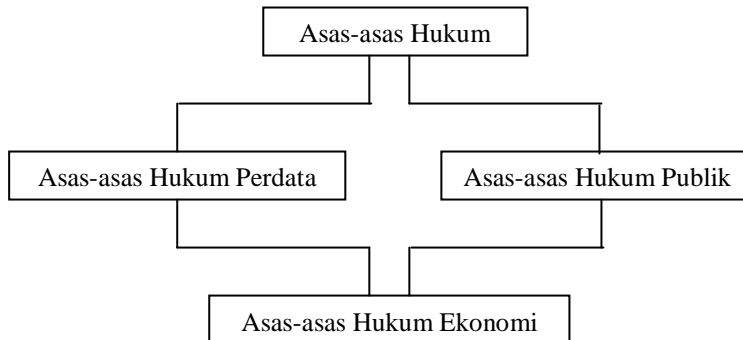 Asas-asas Hukum
Asas-asas Hukum Perdata
Asas-asas Hukum Publik
Asas-asas Hukum Ekonomi